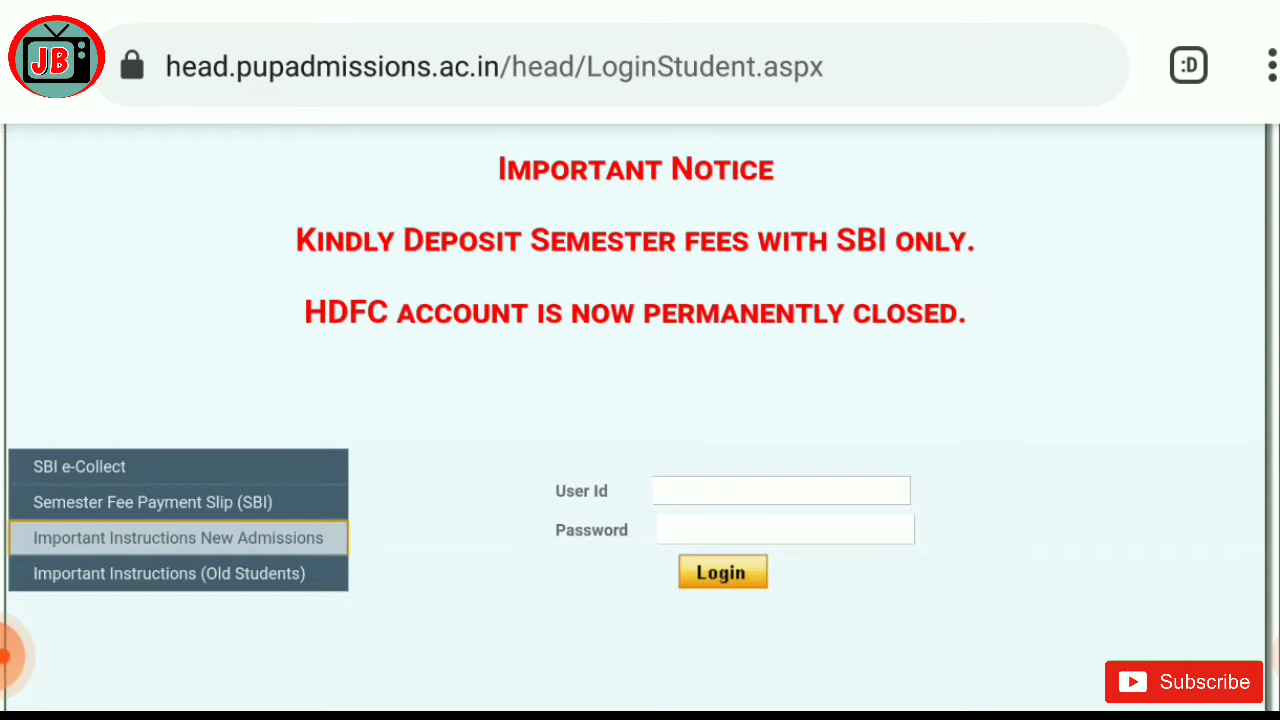 JB
head.pupadmissions.ac.in/head/LoginStudent.aspx
:D
Important Notice
Kindly Deposit Semester fees with SBI only.
HDFC account is now permanently closed.
SBI e-Collect
Semester Fee Payment Slip (SBI)
Important Instructions New Admissions
Important Instructions (Old Students)
User Id
Password
Login
Subscribe